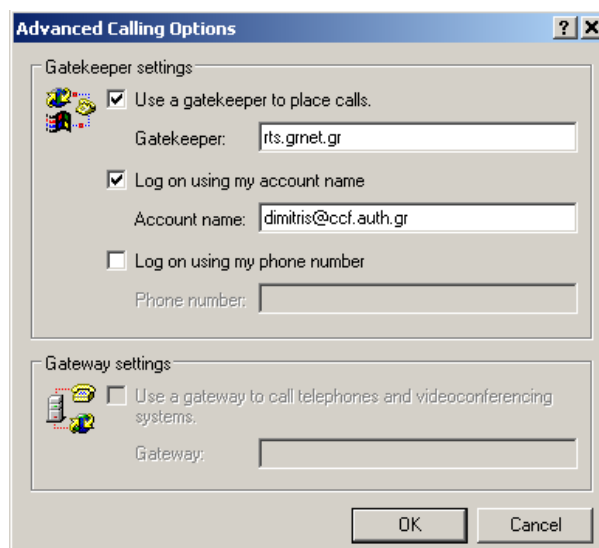 Advanced Calling Options
Gatekeeper settings
Use a gatekeeper to place calls.
Gatekeeper: rts.grnet.gr
Log on using my account name
Account name: dimitris@ccf.auth.gr
Log on using my phone number
Phone number:
Gateway settings
Use a gateway to call telephones and videoconferencing
systems.
Gateway:
OK Cancel